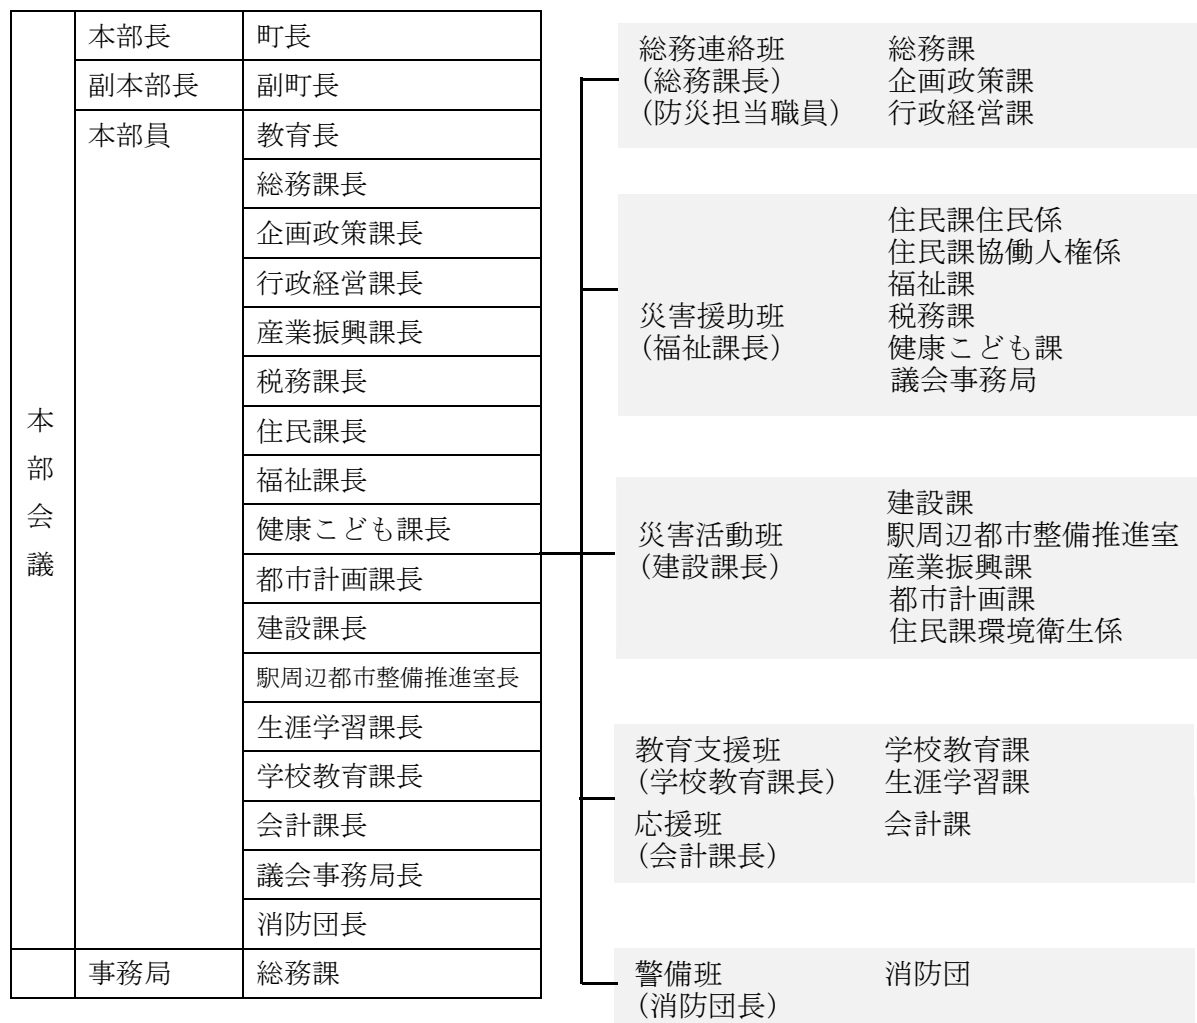 本部会議
本部長 町長
副本部長 副町長
本部員 教育長
総務課長
企画政策課長
行政経営課長
産業振興課長
税務課長
住民課長
福祉課長
健康こども課長
都市計画課長
建設課長
駅周辺都市整備推進室長
生涯学習課長
学校教育課長
会計課長
議会事務局長
消防団長
事務局 総務課
総務連絡班 総務課
(総務課長) 企画政策課
(防災担当職員) 行政経営課
住民課住民係
住民課協働人権係
福祉課
災害援助班 税務課
(福祉課長) 健康こども課
議会事務局
建設課
災害活動班 駅周辺都市整備推進室
(建設課長) 産業振興課
都市計画課
住民課環境衛生係
教育支援班 学校教育課
(学校教育課長) 生涯学習課
応援班 会計課
(会計課長)
警備班 消防団
(消防団長)